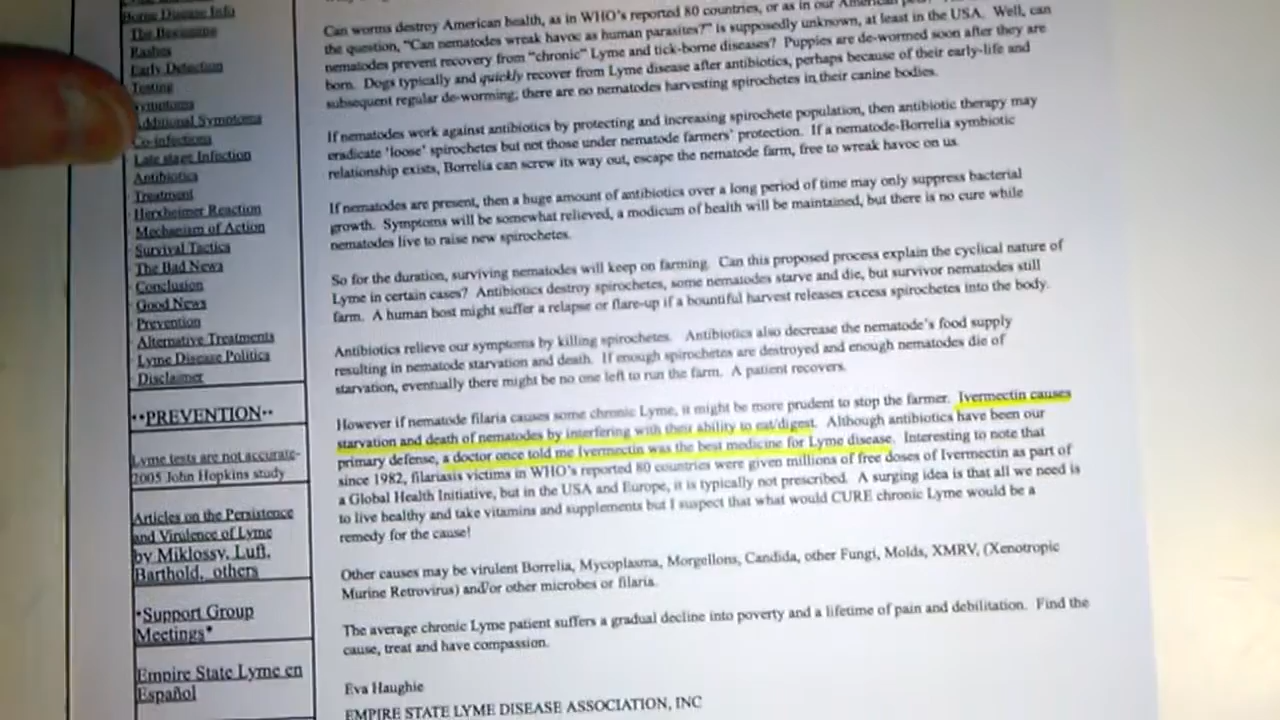 Borne Disease Info
The Beginning
Rashes
Early Detection
Testing
Symptoms
Additional Symptoms
Co-infections
Late stage Infection
Antibiotics
Treatment
Herxheimer Reaction
Mechanism of Action
Survival Tactics
The Bad News
Conclusion
Good News
Prevention
Alternative Treatments
Lyme Disease Politics
Disclaimer
**PREVENTION**
Lyme tests are not accurate-
2005 John Hopkins study
Articles on the Persistence
and Virulence of Lyme
by Miklossy, Luft,
Barthold, others
*Support Group
Meetings*
Empire State Lyme en
Español
Can worms destroy American health, as in WHO's reported 80 countries, or as in our American
the question, "Can nematodes wreak havoc as human parasites?" is supposedly unknown, at least in the USA. Well, can
nematodes prevent recovery from "chronic" Lyme and tick-borne diseases? Puppies are de-wormed soon after they are
born. Dogs typically and quickly recover from Lyme disease after antibiotics, perhaps because of their early-life and
subsequent regular de-worming; there are no nematodes harvesting spirochetes in their canine bodies.
If nematodes work against antibiotics by protecting and increasing spirochete population, then antibiotic therapy may
eradicate 'loose' spirochetes but not those under nematode farmers' protection. If a nematode-Borrelia symbiotic
relationship exists, Borrelia can screw its way out, escape the nematode farm, free to wreak havoc on us.
If nematodes are present, then a huge amount of antibiotics over a long period of time may only suppress bacterial
growth. Symptoms will be somewhat relieved, a modicum of health will be maintained, but there is no cure while
nematodes live to raise new spirochetes.
So for the duration, surviving nematodes will keep on farming. Can this proposed process explain the cyclical nature of
Lyme in certain cases? Antibiotics destroy spirochetes, some nematodes starve and die, but survivor nematodes still
farm. A human host might suffer a relapse or flare-up if a bountiful harvest releases excess spirochetes into the body.
Antibiotics relieve our symptoms by killing spirochetes. Antibiotics also decrease the nematode's food supply
resulting in nematode starvation and death. If enough spirochetes are destroyed and enough nematodes die of
starvation, eventually there might be no one left to run the farm. A patient recovers.
However if nematode filaria causes some chronic Lyme, it might be more prudent to stop the farmer. Ivermectin causes
starvation and death of nematodes by interfering with their ability to eat/digest. Although antibiotics have been our
primary defense, a doctor once told me Ivermectin was the best medicine for Lyme disease. Interesting to note that
since 1982, filariasis victims in WHO's reported 80 countries were given millions of free doses of Ivermectin as part of
a Global Health Initiative, but in the USA and Europe, it is typically not prescribed. A surging idea is that all we need is
to live healthy and take vitamins and supplements but I suspect that what would CURE chronic Lyme would be a
remedy for the cause!
Other causes may be virulent Borrelia, Mycoplasma, Morgellons, Candida, other Fungi, Molds, XMRV, (Xenotropic
Murine Retrovirus) and/or other microbes or filaria.
The average chronic Lyme patient suffers a gradual decline into poverty and a lifetime of pain and debilitation. Find the
cause, treat and have compassion.
Eva Haughie
EMPIRE STATE LYME DISEASE ASSOCIATION, INC